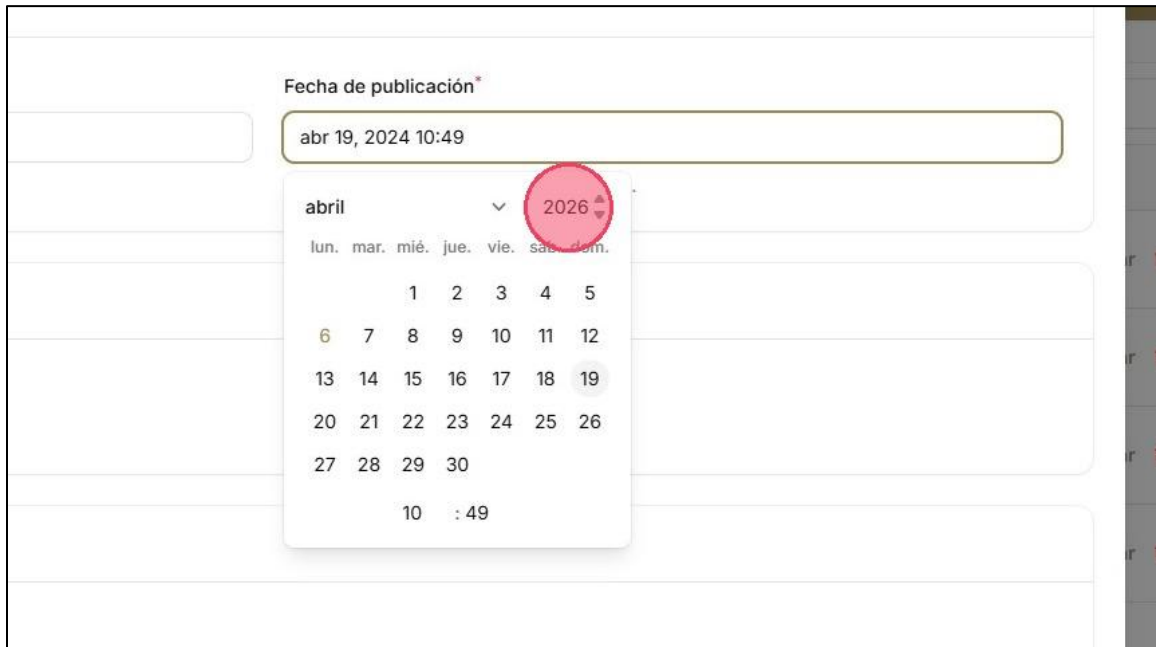 Fecha de publicación*
abr 19, 2024 10:49
abril 2026
lun. mar. mié. jue. vie. sáb. dom.
1 2 3 4 5
6 7 8 9 10 11 12
13 14 15 16 17 18 19
20 21 22 23 24 25 26
27 28 29 30
10 : 49